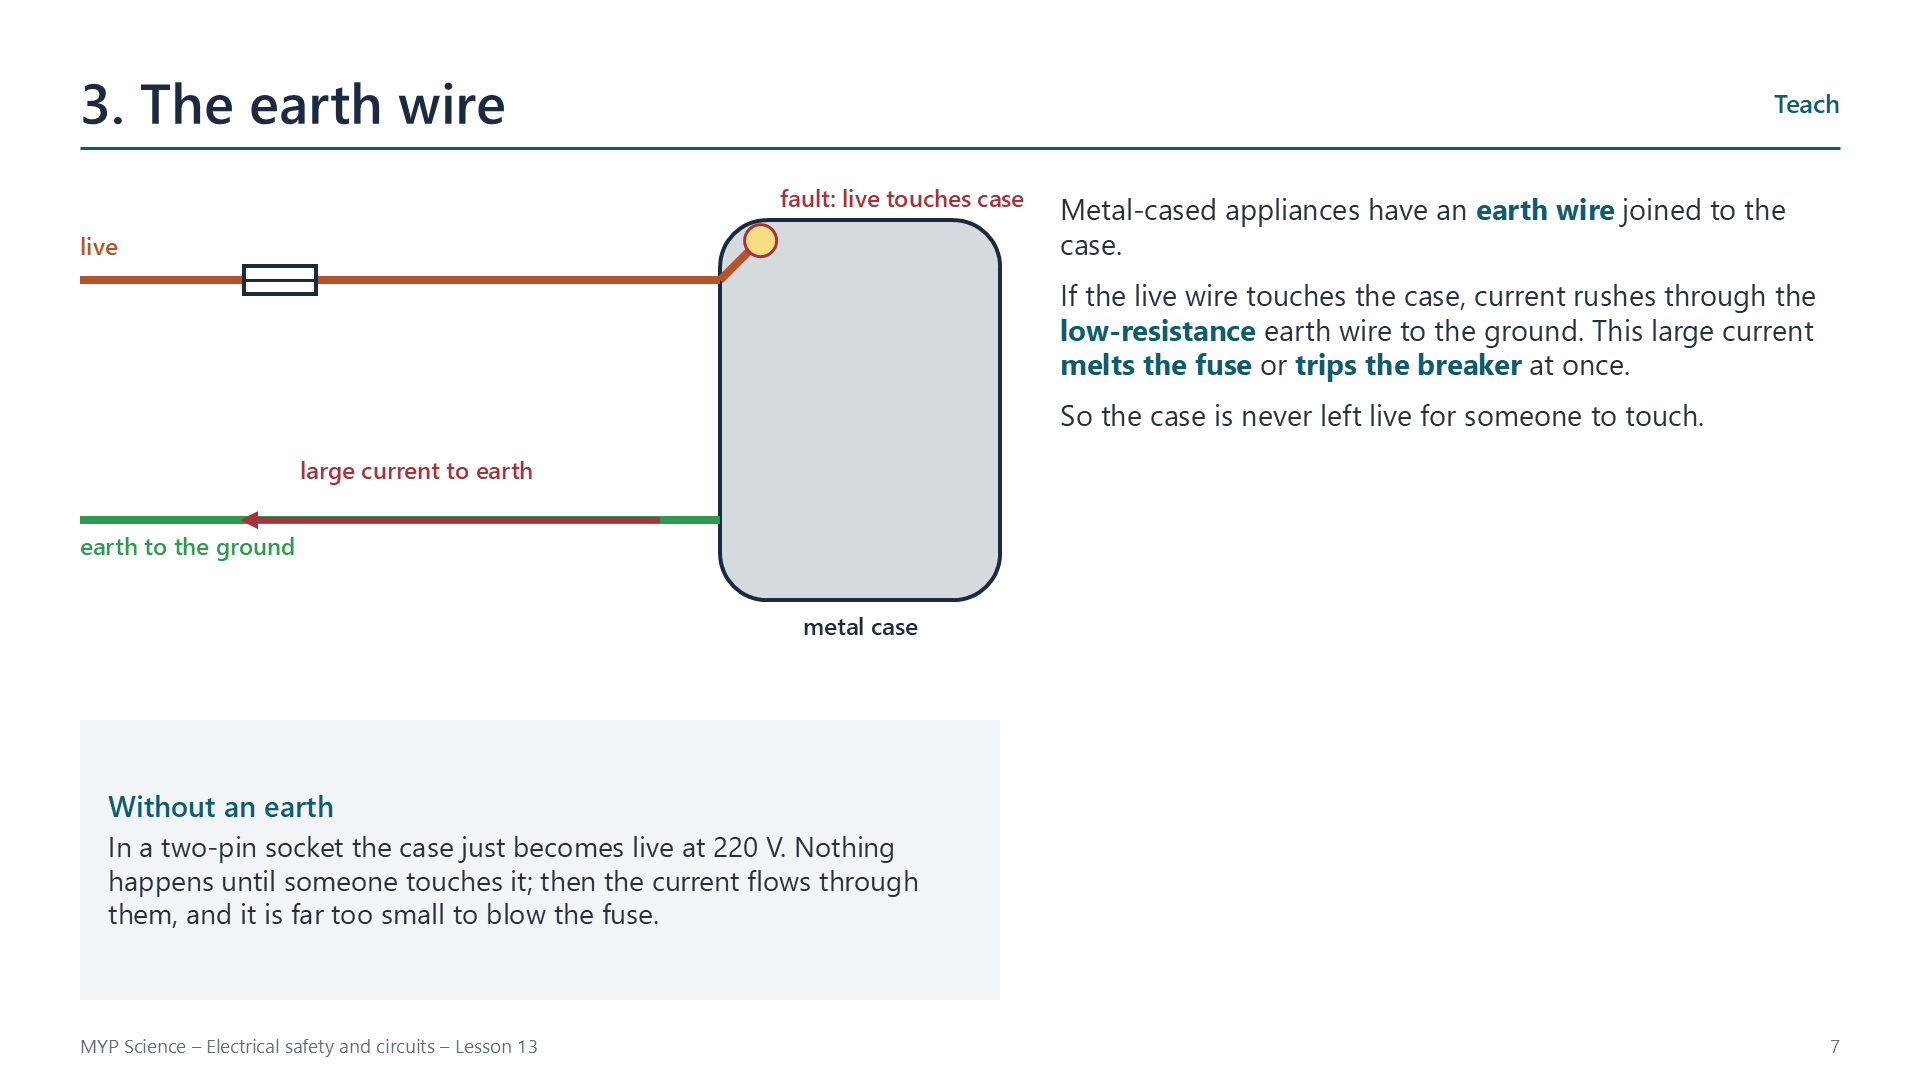 3. The earth wire
Teach
fault: live touches case
live
large current to earth
earth to the ground
metal case
Metal-cased appliances have an earth wire joined to the
case.
If the live wire touches the case, current rushes through the
low-resistance earth wire to the ground. This large current
melts the fuse or trips the breaker at once.
So the case is never left live for someone to touch.
Without an earth
In a two-pin socket the case just becomes live at 220 V. Nothing
happens until someone touches it; then the current flows through
them, and it is far too small to blow the fuse.
MYP Science – Electrical safety and circuits – Lesson 13
7